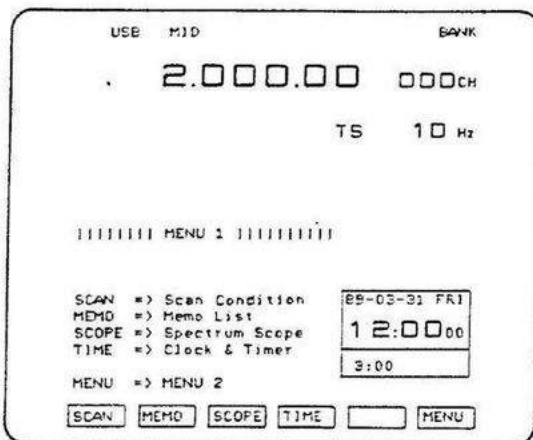 USB MID BANK
2.000.00 000CH
TS 10 Hz
|||||||| MENU 1 ||||||||||
SCAN => Scan Condition
MEMO => Memo List
SCOPE => Spectrum Scope
TIME => Clock & Timer
MENU => MENU 2
89-03-31 FRI
12:00 00
3:00
SCAN MEMO SCOPE TIME MENU